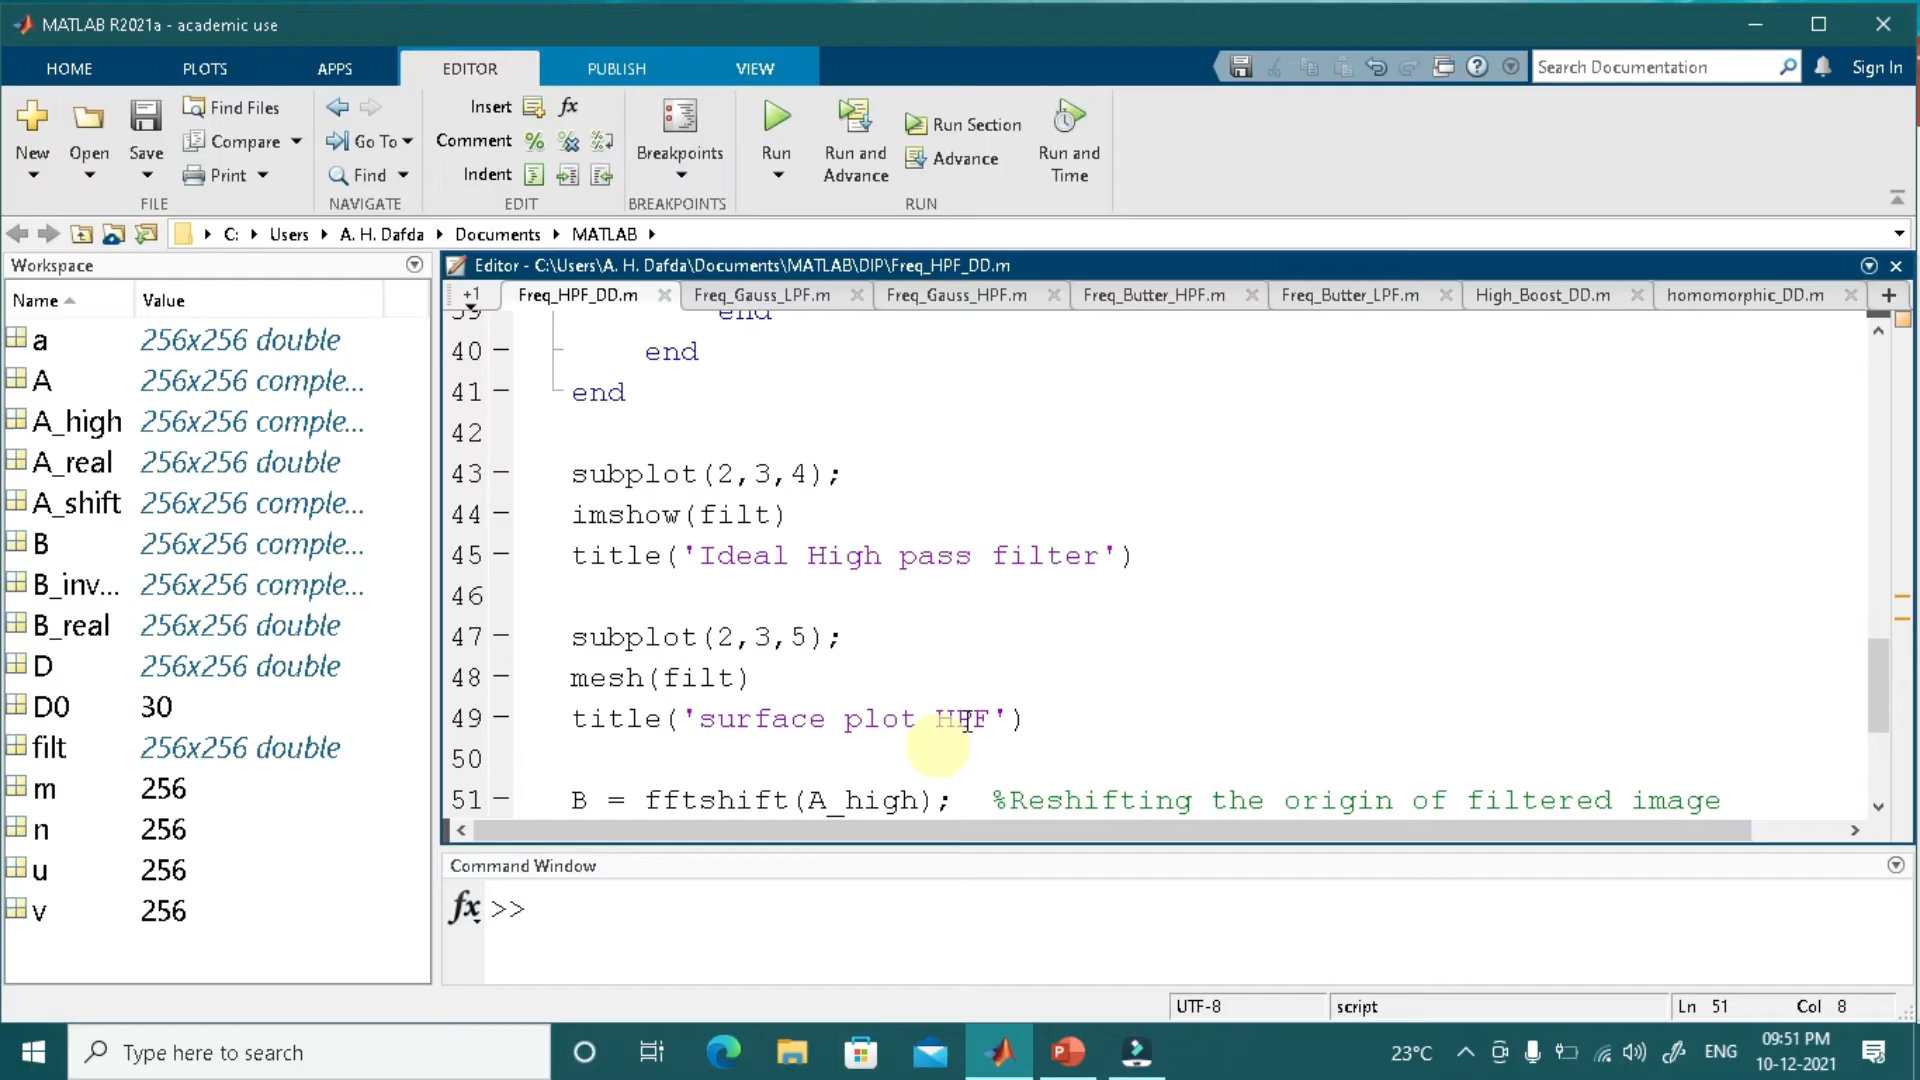 MATLAB R2021a - academic use
HOME PLOTS APPS EDITOR PUBLISH VIEW
Search Documentation
Sign In
New Open Save
Find Files
Compare
Print
FILE
Go To
Find
NAVIGATE
Insert fx
Comment
Indent
EDIT
Breakpoints
BREAKPOINTS
Run
Run and Advance
Run Section
Advance
Run and Time
RUN
C: Users A. H. Dafda Documents MATLAB
Workspace
Name Value
a 256x256 double
A 256x256 comple...
A_high 256x256 comple...
A_real 256x256 double
A_shift 256x256 comple...
B 256x256 comple...
B_inv... 256x256 comple...
B_real 256x256 double
D 256x256 double
D0 30
filt 256x256 double
m 256
n 256
u 256
v 256
Editor - C:\Users\A. H. Dafda\Documents\MATLAB\DIP\Freq_HPF_DD.m
+1 Freq_HPF_DD.m Freq_Gauss_LPF.m Freq_Gauss_HPF.m Freq_Butter_HPF.m Freq_Butter_LPF.m High_Boost_DD.m homomorphic_DD.m
39 end
40 end
41 end
42
43 subplot(2,3,4);
44 imshow(filt)
45 title('Ideal High pass filter')
46
47 subplot(2,3,5);
48 mesh(filt)
49 title('surface plot HPF')
50
51 B = fftshift(A_high); %Reshifting the origin of filtered image
Command Window
fx >>
UTF-8 script Ln 51 Col 8
Type here to search
23°C ENG 09:51 PM
10-12-2021